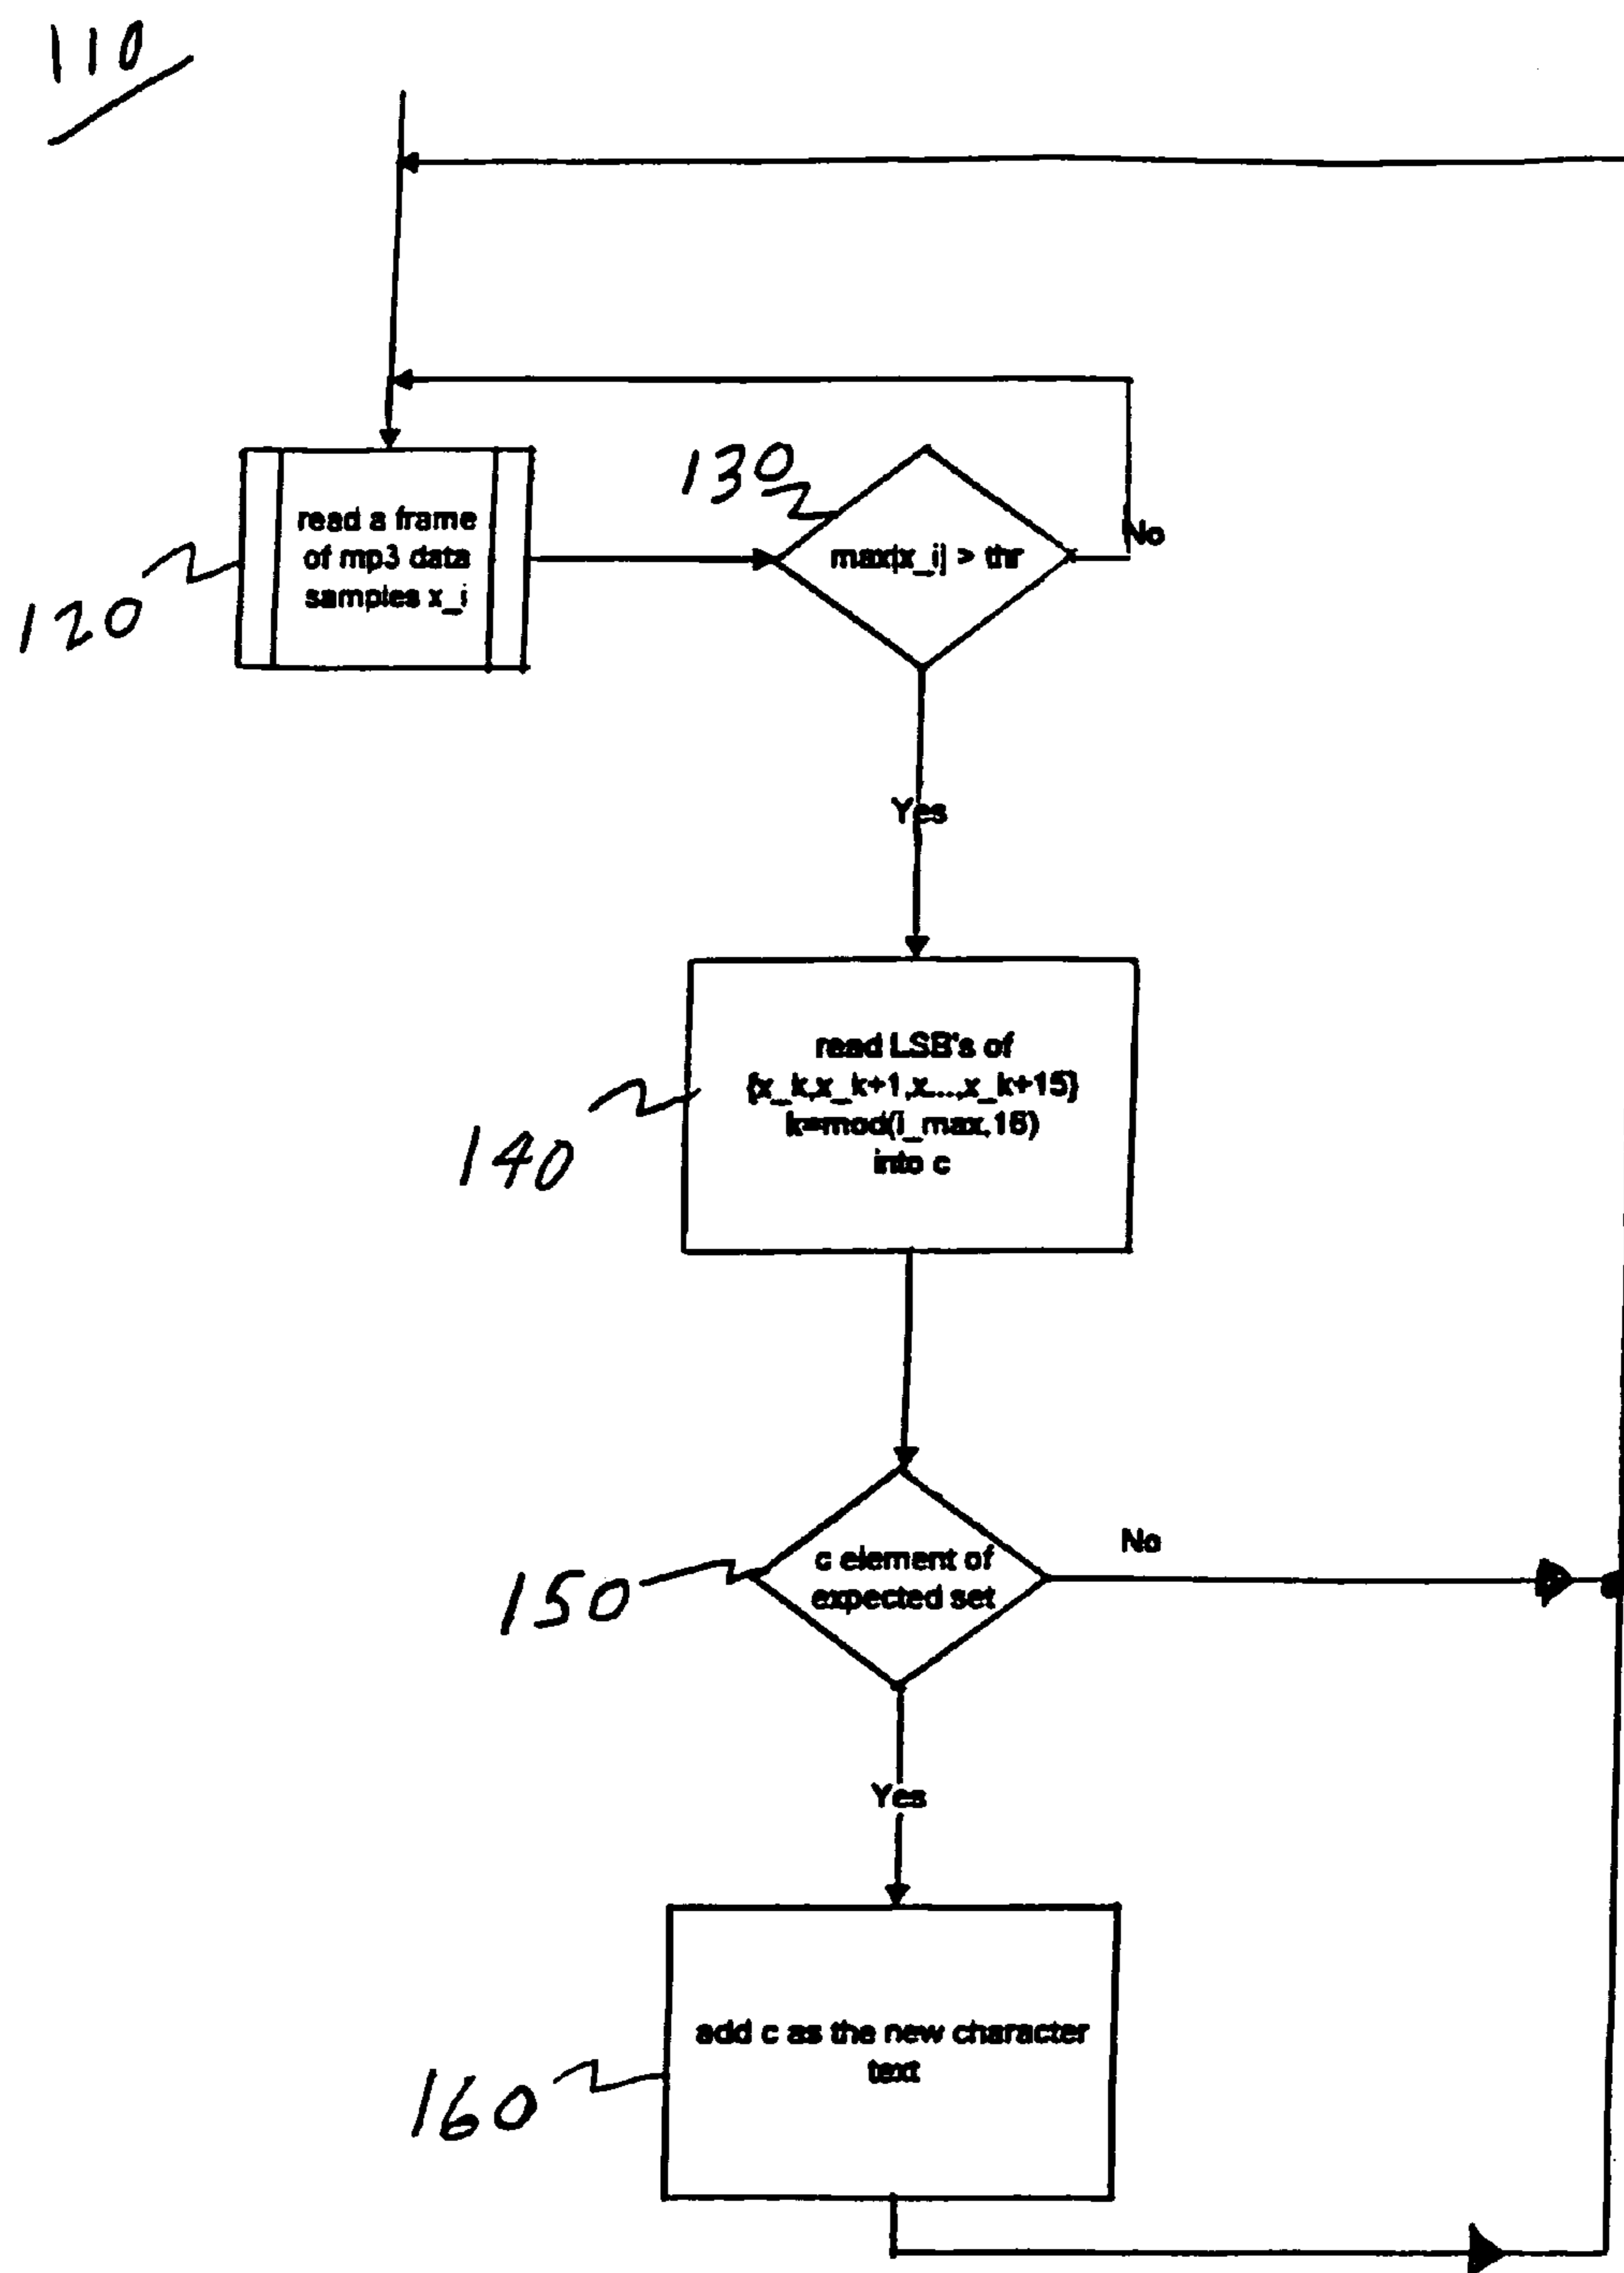 110
read a frame
of mp3 data
samples x_i
120
130
max|x_i| > thr
No
Yes
read LSB's of
{x_k,x_k+1,x...,x_k+15}
k=mod(i_max,16)
into c
140
c element of
expected set
No
150
Yes
add c as the new character
text
160